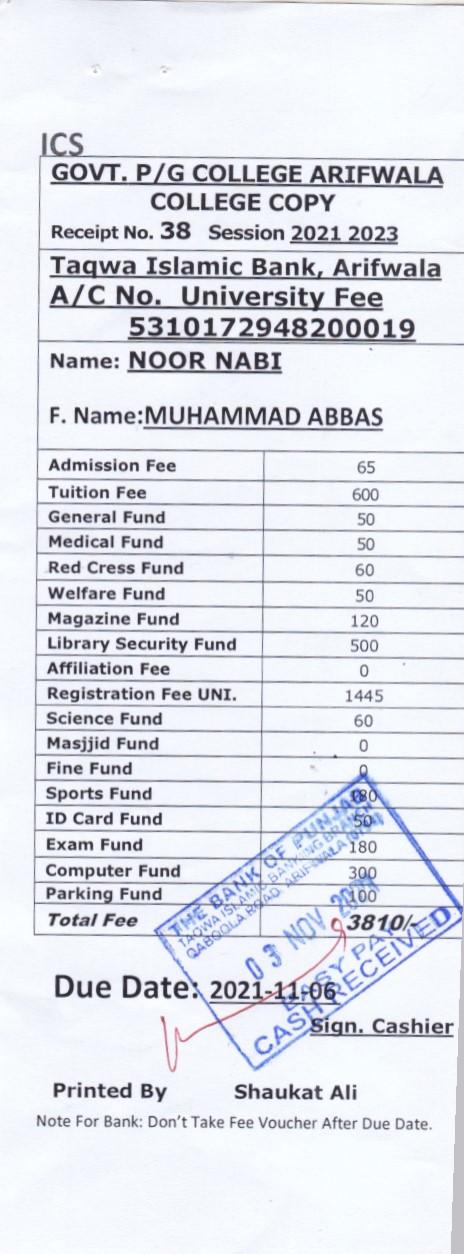 ICS
GOVT. P/G COLLEGE ARIFWALA
COLLEGE COPY
Receipt No. 38 Session 2021 2023
Taqwa Islamic Bank, Arifwala
A/C No. University Fee
5310172948200019
Name: NOOR NABI
F. Name:MUHAMMAD ABBAS
Admission Fee 65
Tuition Fee 600
General Fund 50
Medical Fund 50
Red Cress Fund 60
Welfare Fund 50
Magazine Fund 120
Library Security Fund 500
Affiliation Fee 0
Registration Fee UNI. 1445
Science Fund 60
Masjjid Fund 0
Fine Fund 0
Sports Fund 180
ID Card Fund 50
Exam Fund 180
Computer Fund 300
Parking Fund 100
Total Fee 3810/-
THE BANK OF PUNJAB
TAQWA ISLAMIC BANKING BRANCH
QABOOLA ROAD, ARIFWALA
03 NOV 2021
EASY PAY
CASH RECEIVED
Due Date: 2021-11-06
Sign. Cashier
Printed By Shaukat Ali
Note For Bank: Don't Take Fee Voucher After Due Date.